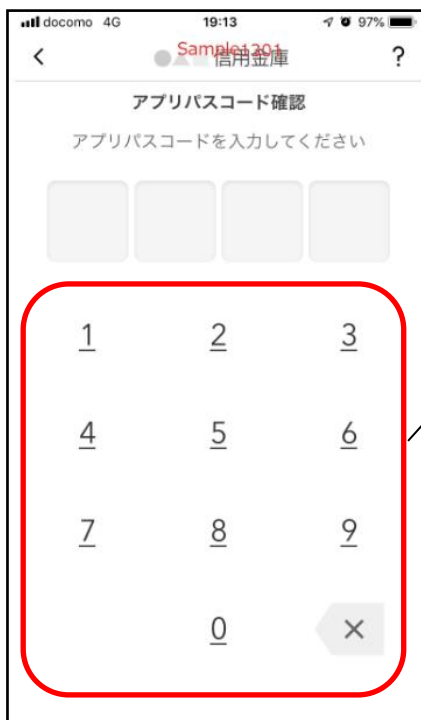 docomo 4G 19:13 97%
Sample1201
●▲■信用金庫 ?
アプリパスコード確認
アプリパスコードを入力してください
1 2 3
4 5 6
7 8 9
0 ×